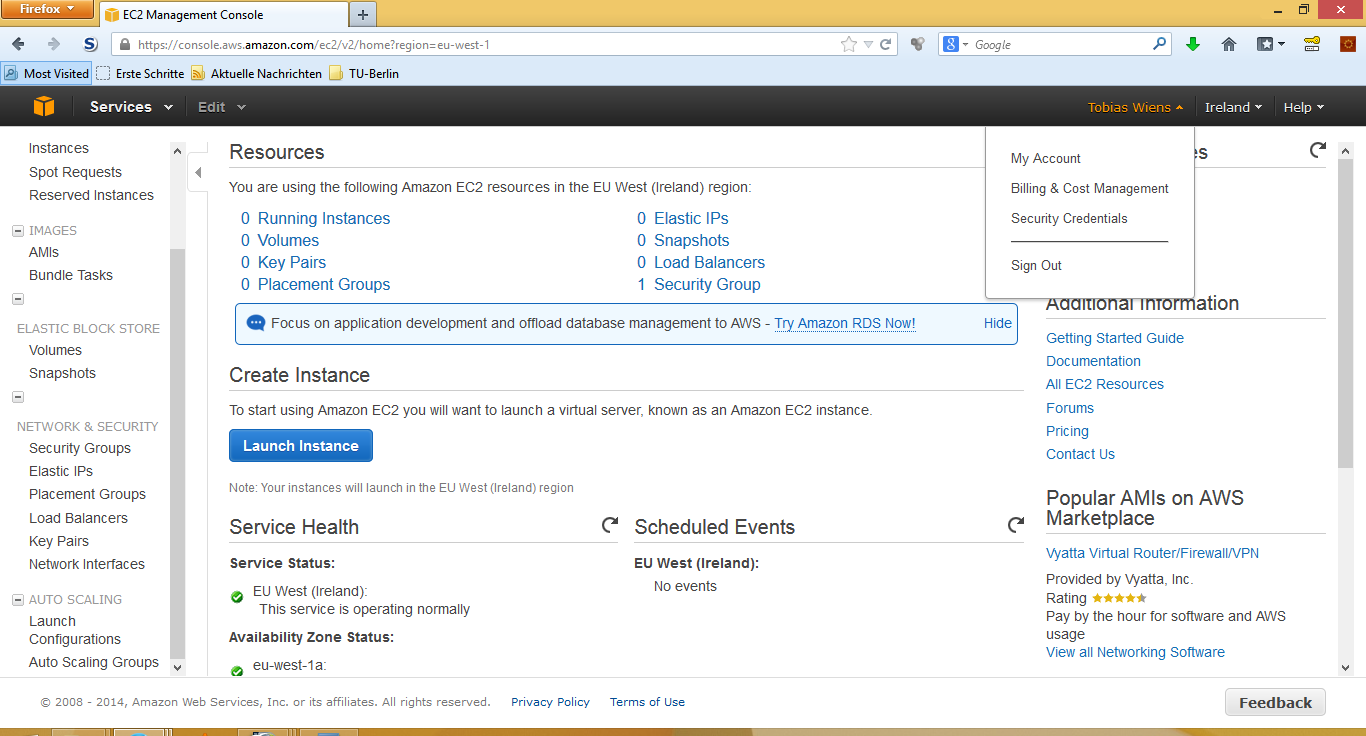 Firefox
EC2 Management Console
https://console.aws.amazon.com/ec2/v2/home?region=eu-west-1
Google
Most Visited
Erste Schritte
Aktuelle Nachrichten
TU-Berlin
Services
Edit
Tobias Wiens
Ireland
Help
My Account
Billing & Cost Management
Security Credentials
Sign Out
Instances
Spot Requests
Reserved Instances
IMAGES
AMIs
Bundle Tasks
ELASTIC BLOCK STORE
Volumes
Snapshots
NETWORK & SECURITY
Security Groups
Elastic IPs
Placement Groups
Load Balancers
Key Pairs
Network Interfaces
AUTO SCALING
Launch
Configurations
Auto Scaling Groups
Resources
You are using the following Amazon EC2 resources in the EU West (Ireland) region:
0 Running Instances
0 Elastic IPs
0 Volumes
0 Snapshots
0 Key Pairs
0 Load Balancers
0 Placement Groups
1 Security Group
Focus on application development and offload database management to AWS - Try Amazon RDS Now!
Hide
Create Instance
To start using Amazon EC2 you will want to launch a virtual server, known as an Amazon EC2 instance.
Launch Instance
Note: Your instances will launch in the EU West (Ireland) region
Service Health
Service Status:
EU West (Ireland):
This service is operating normally
Availability Zone Status:
eu-west-1a:
Scheduled Events
EU West (Ireland):
No events
Additional Information
Getting Started Guide
Documentation
All EC2 Resources
Forums
Pricing
Contact Us
Popular AMIs on AWS
Marketplace
Vyatta Virtual Router/Firewall/VPN
Provided by Vyatta, Inc.
Rating
Pay by the hour for software and AWS
usage
View all Networking Software
© 2008 - 2014, Amazon Web Services, Inc. or its affiliates. All rights reserved.
Privacy Policy
Terms of Use
Feedback